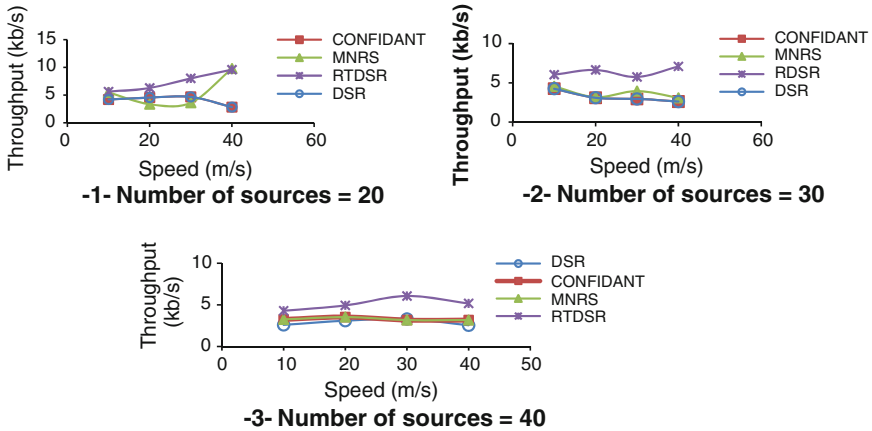 Throughput (kb/s)
15
10
5
0
0
20
40
60
Speed (m/s)
CONFIDANT
MNRS
RTDSR
DSR
-1- Number of sources = 20
Throughput (kb/s)
10
5
0
0
20
40
60
Speed (m/s)
CONFIDANT
MNRS
RDSR
DSR
-2- Number of sources = 30
Throughput
(kb/s)
10
5
0
0
10
20
30
40
50
Speed (m/s)
DSR
CONFIDANT
MNRS
RTDSR
-3- Number of sources = 40